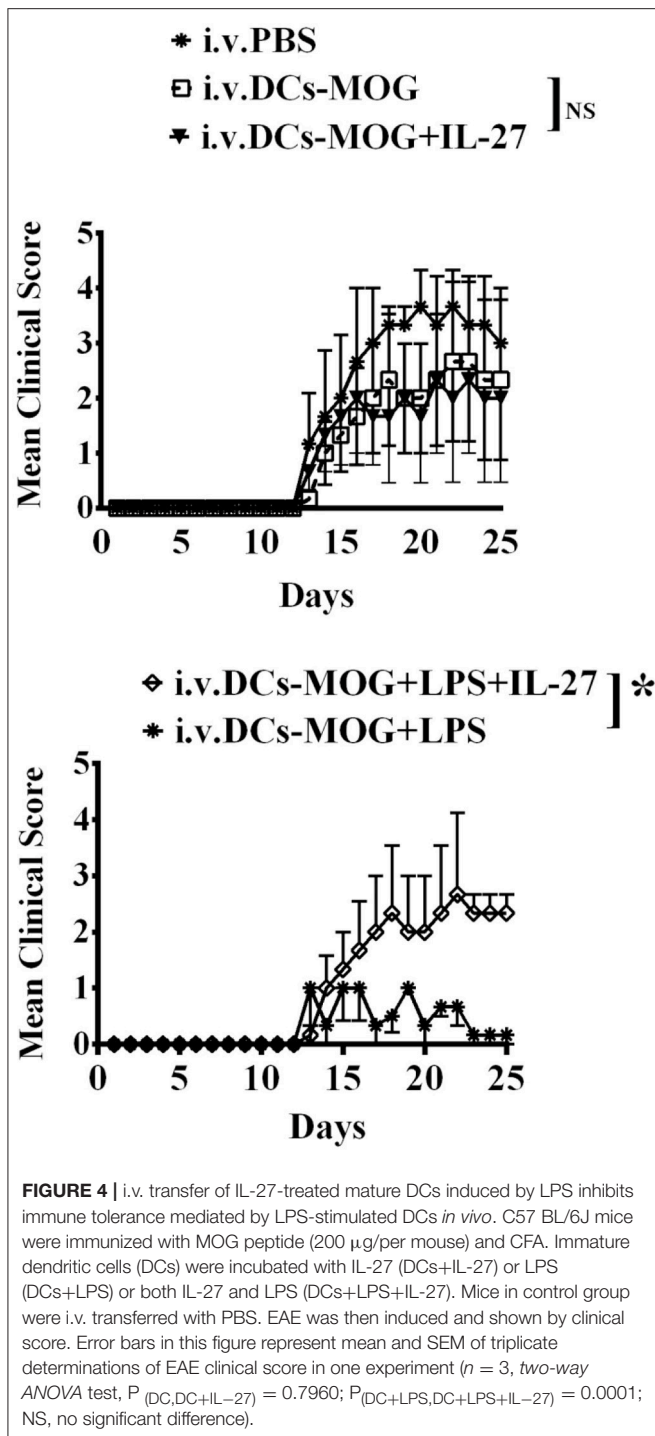 i.v.PBS
i.v.DCs-MOG
i.v.DCs-MOG+IL-27
NS
Mean Clinical Score
5
4
3
2
1
0
0 5 10 15 20 25
Days
i.v.DCs-MOG+LPS+IL-27
i.v.DCs-MOG+LPS
*
Mean Clinical Score
5
4
3
2
1
0
0 5 10 15 20 25
Days
FIGURE 4 | i.v. transfer of IL-27-treated mature DCs induced by LPS inhibits
immune tolerance mediated by LPS-stimulated DCs in vivo. C57 BL/6J mice
were immunized with MOG peptide (200 μg/per mouse) and CFA. Immature
dendritic cells (DCs) were incubated with IL-27 (DCs+IL-27) or LPS
(DCs+LPS) or both IL-27 and LPS (DCs+LPS+IL-27). Mice in control group
were i.v. transferred with PBS. EAE was then induced and shown by clinical
score. Error bars in this figure represent mean and SEM of triplicate
determinations of EAE clinical score in one experiment (n = 3, two-way
ANOVA test, P (DC,DC+IL−27) = 0.7960; P(DC+LPS,DC+LPS+IL−27) = 0.0001;
NS, no significant difference).